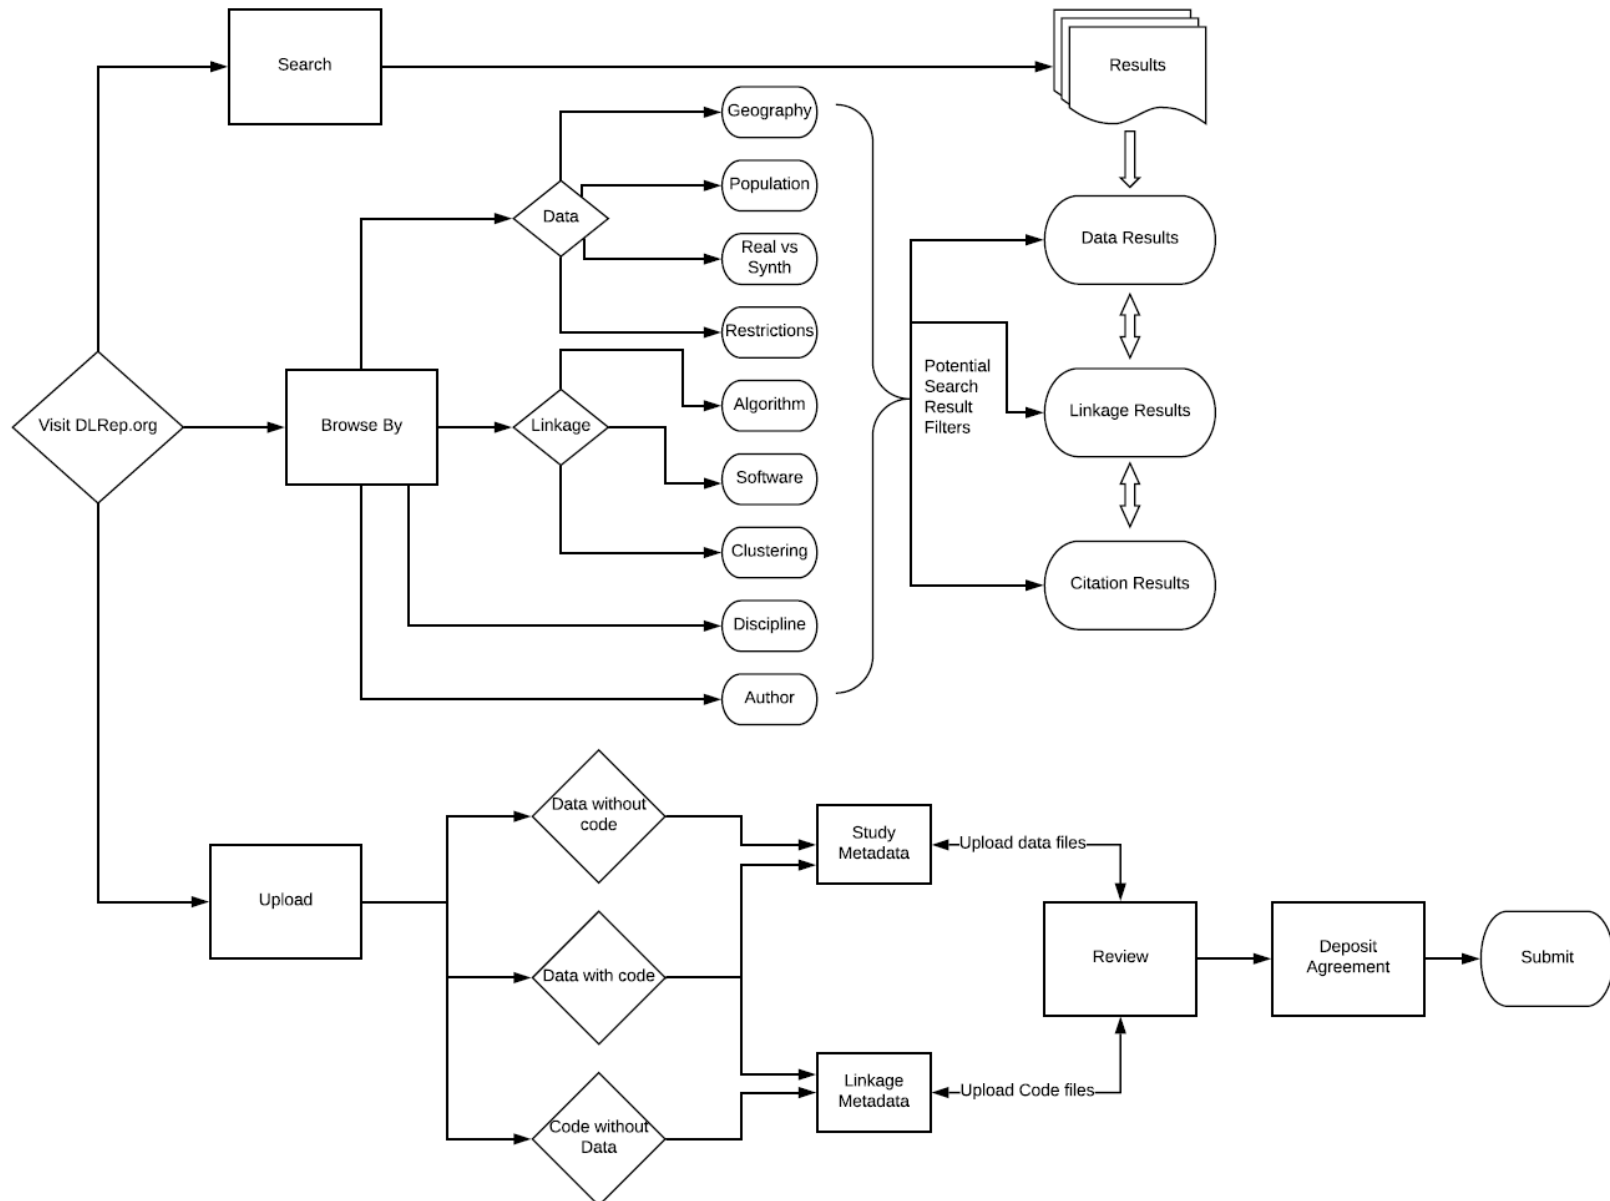 Search
Results
Geography
Population
Data
Real vs
Synth
Data Results
Restrictions
Potential
Search
Result
Filters
Visit DLRep.org
Browse By
Linkage
Algorithm
Linkage Results
Software
Clustering
Citation Results
Discipline
Author
Data without
code
Study
Metadata
Upload data files
Upload
Data with code
Review
Deposit
Agreement
Submit
Linkage
Metadata
Upload Code files
Code without
Data